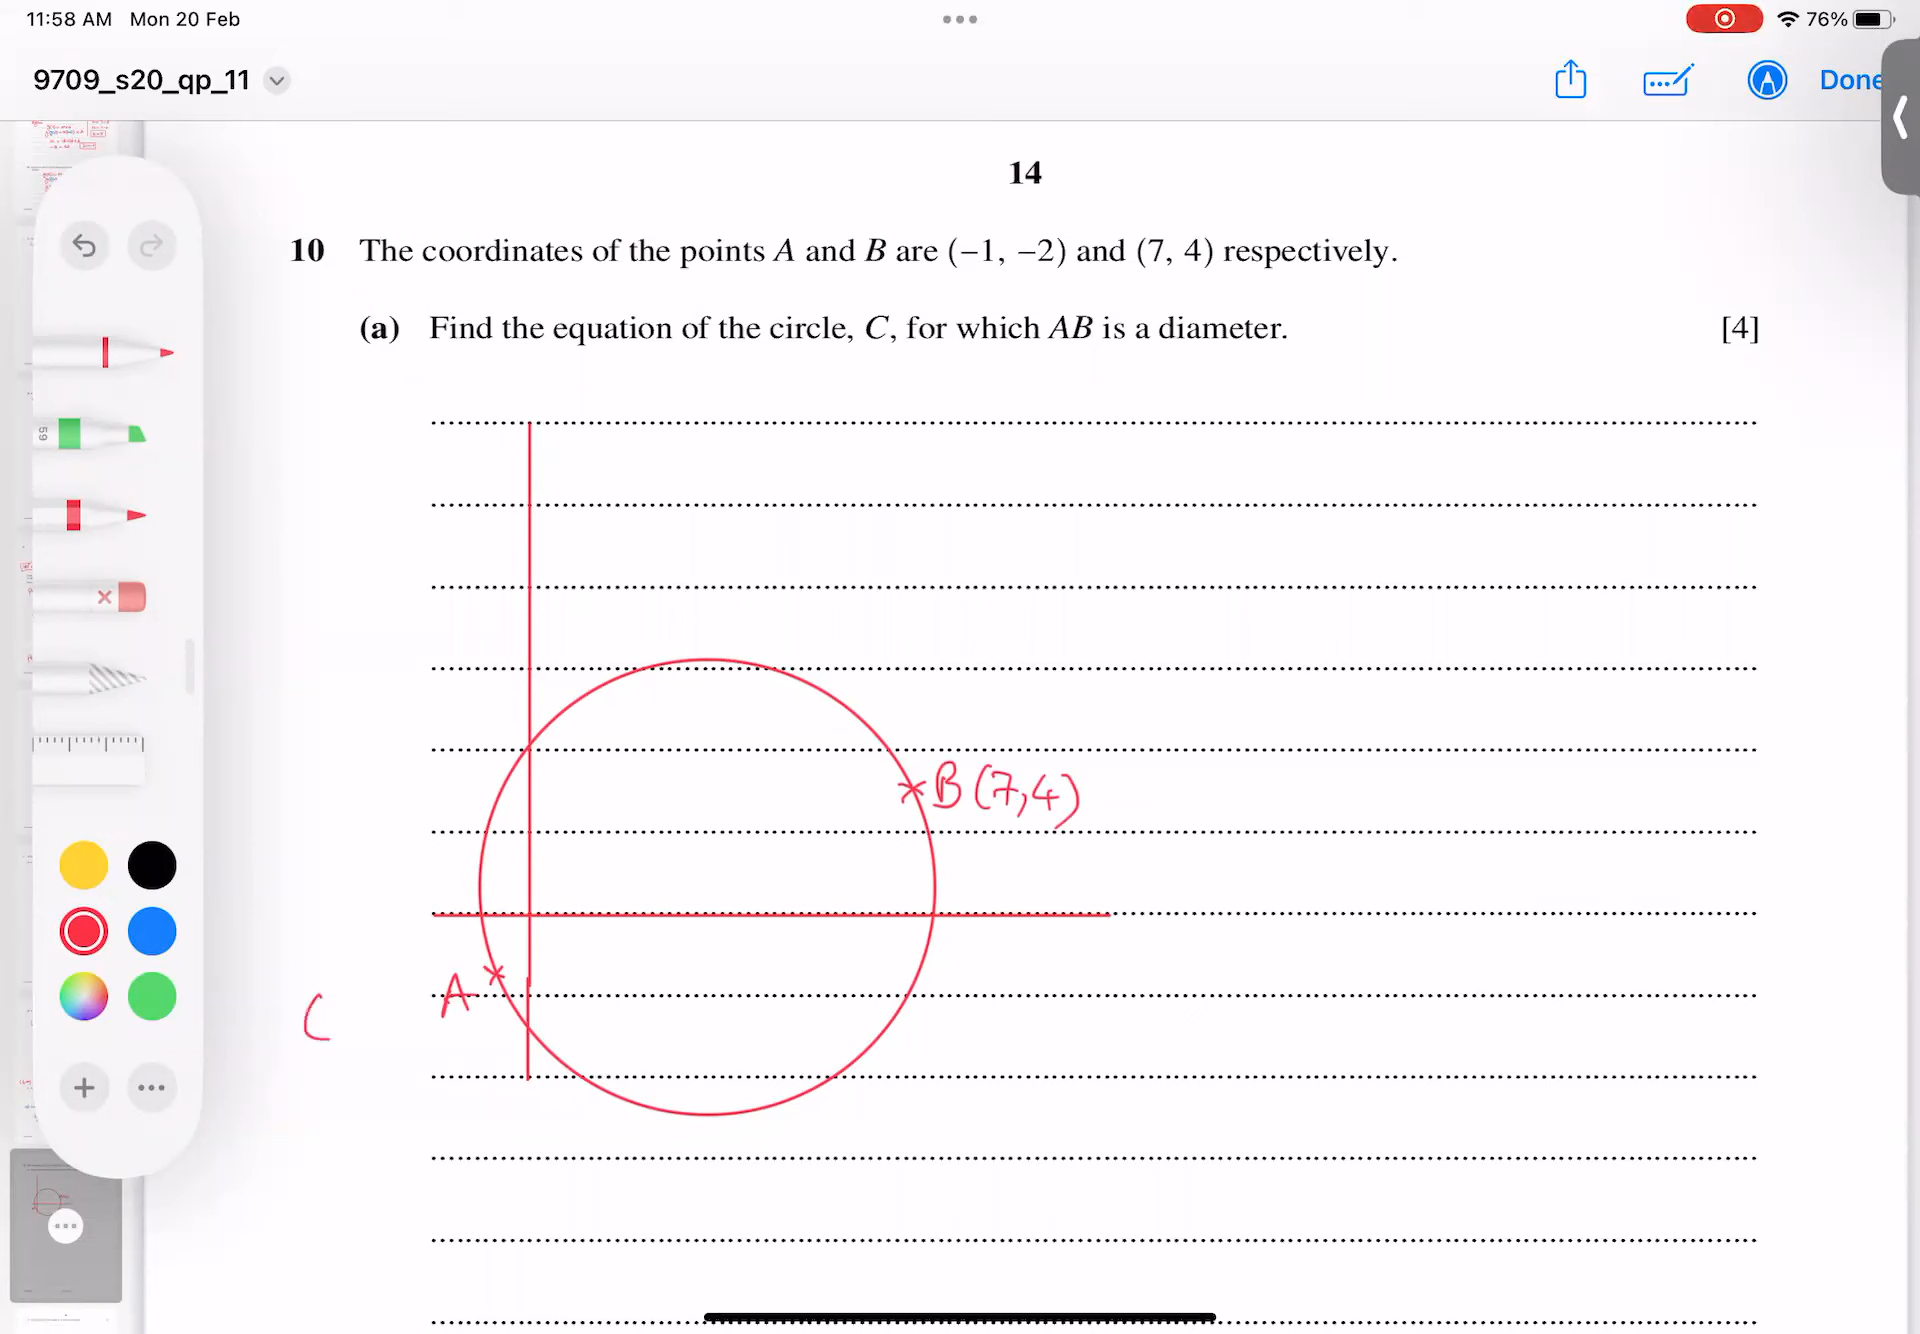 11:58 AM Mon 20 Feb
76%
9709_s20_qp_11
Done
14
10 The coordinates of the points A and B are (−1, −2) and (7, 4) respectively.
(a) Find the equation of the circle, C, for which AB is a diameter. [4]
59
B(7,4)
A
(